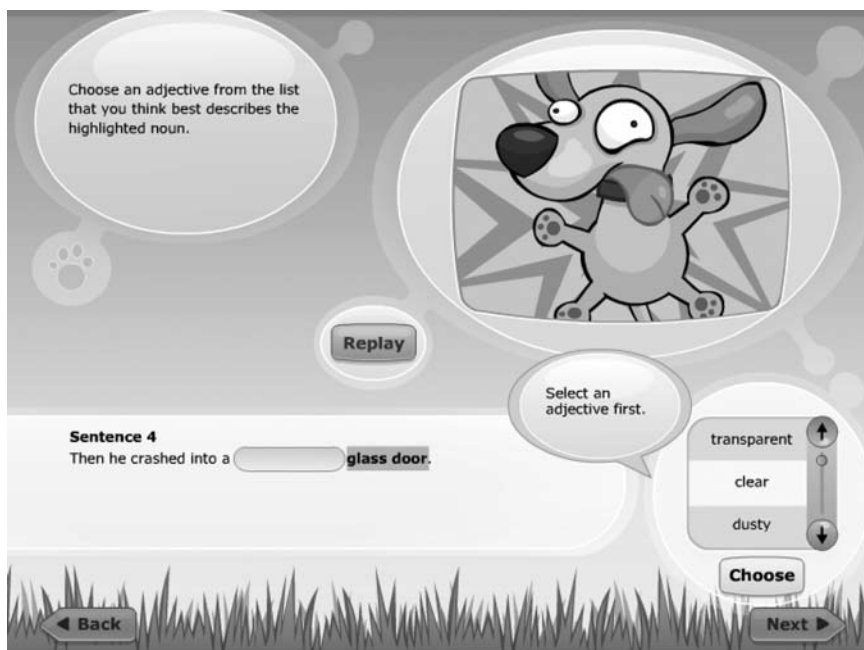 Choose an adjective from the list
that you think best describes the
highlighted noun.
Replay
Select an
adjective first.
Sentence 4
Then he crashed into a glass door.
transparent
clear
dusty
Choose
Back
Next